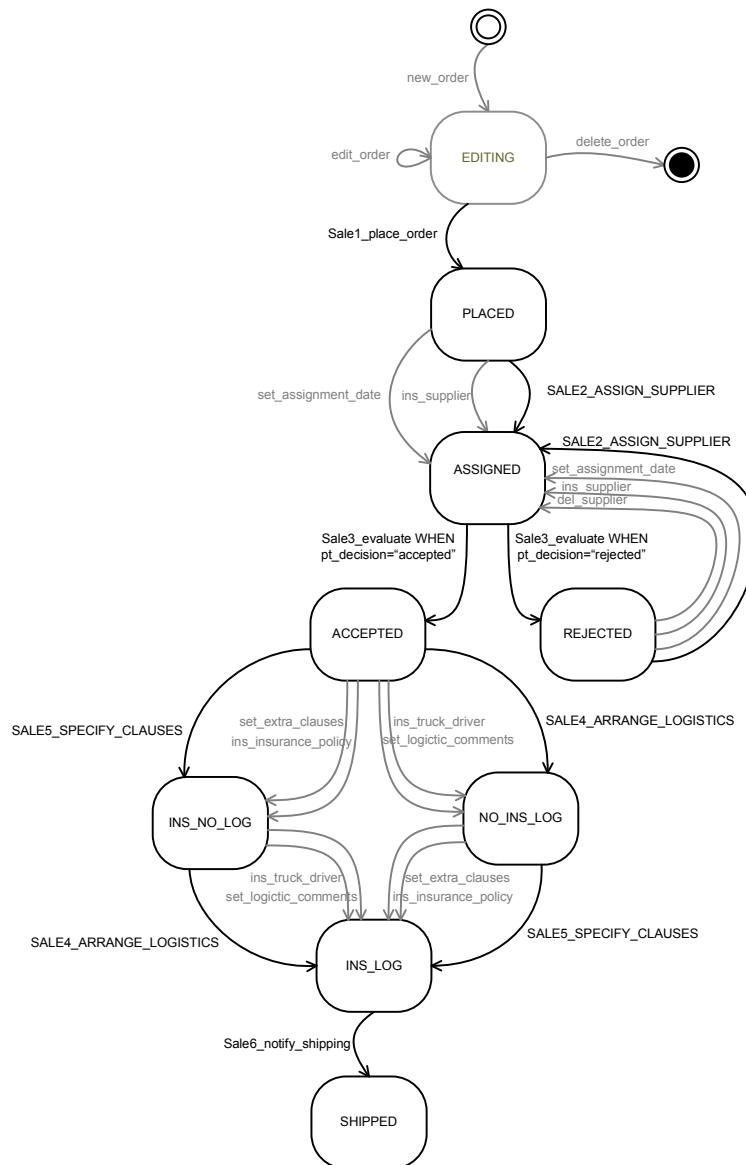 new_order
edit_order
EDITING
delete_order
Sale1_place_order
PLACED
set_assignment_date
ins_supplier
SALE2_ASSIGN_SUPPLIER
SALE2_ASSIGN_SUPPLIER
ASSIGNED
set_assignment_date
ins_supplier
del_supplier
Sale3_evaluate WHEN
pt_decision=“accepted”
Sale3_evaluate WHEN
pt_decision=“rejected”
ACCEPTED
REJECTED
SALE5_SPECIFY_CLAUSES
set_extra_clauses
ins_insurance_policy
ins_truck_driver
set_logictic_comments
SALE4_ARRANGE_LOGISTICS
INS_NO_LOG
NO_INS_LOG
ins_truck_driver
set_logictic_comments
set_extra_clauses
ins_insurance_policy
SALE4_ARRANGE_LOGISTICS
SALE5_SPECIFY_CLAUSES
INS_LOG
Sale6_notify_shipping
SHIPPED